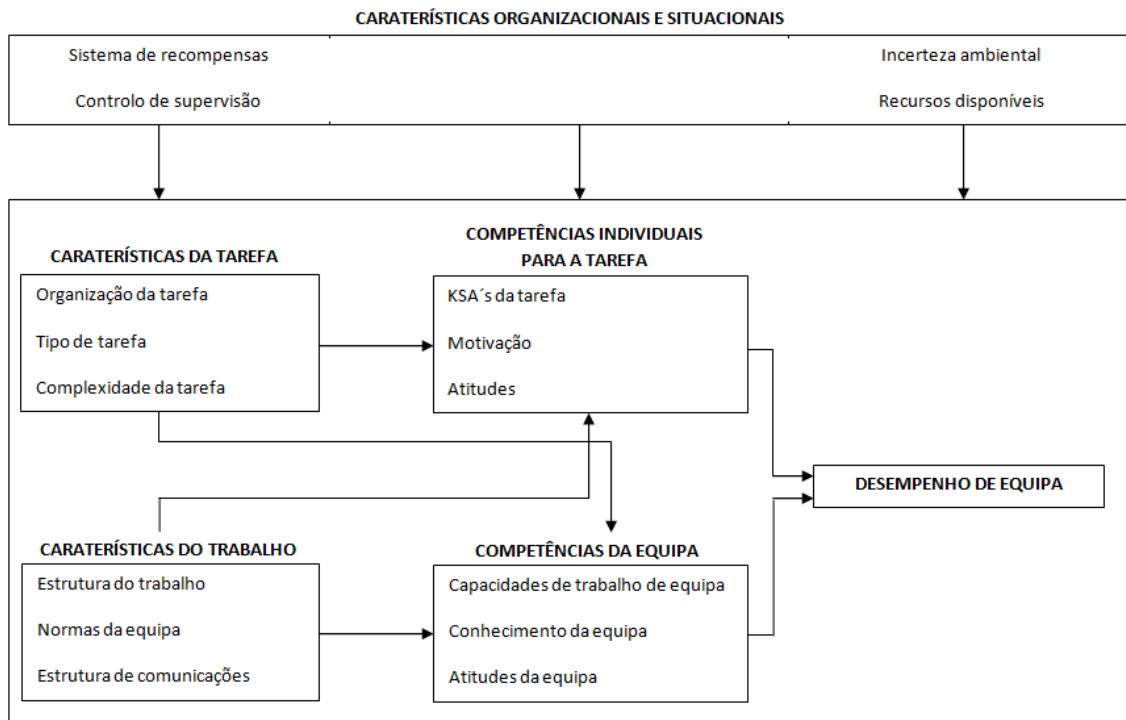 CARATERÍSTICAS ORGANIZACIONAIS E SITUACIONAIS
Sistema de recompensas
Incerteza ambiental
Controlo de supervisão
Recursos disponíveis
CARATERÍSTICAS DA TAREFA
Organização da tarefa
Tipo de tarefa
Complexidade da tarefa
COMPETÊNCIAS INDIVIDUAIS
PARA A TAREFA
KSA´s da tarefa
Motivação
Atitudes
DESEMPENHO DE EQUIPA
CARATERÍSTICAS DO TRABALHO
Estrutura do trabalho
Normas da equipa
Estrutura de comunicações
COMPETÊNCIAS DA EQUIPA
Capacidades de trabalho de equipa
Conhecimento da equipa
Atitudes da equipa